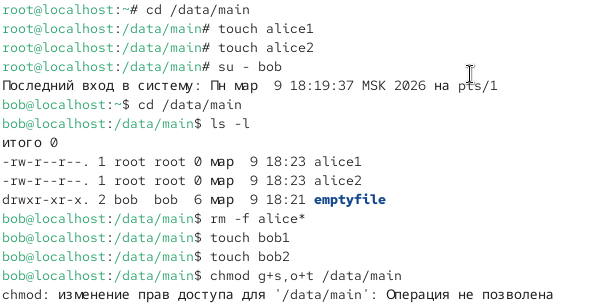 root@localhost:~# cd /data/main
root@localhost:/data/main# touch alice1
root@localhost:/data/main# touch alice2
root@localhost:/data/main# su - bob
Последний вход в систему: Пн мар  9 18:19:37 MSK 2026 на pts/1
bob@localhost:~$ cd /data/main
bob@localhost:/data/main$ ls -l
итого 0
-rw-r--r--. 1 root root 0 мар  9 18:23 alice1
-rw-r--r--. 1 root root 0 мар  9 18:23 alice2
drwxr-xr-x. 2 bob  bob  6 мар  9 18:21 emptyfile
bob@localhost:/data/main$ rm -f alice*
bob@localhost:/data/main$ touch bob1
bob@localhost:/data/main$ touch bob2
bob@localhost:/data/main$ chmod g+s,o+t /data/main
chmod: изменение прав доступа для '/data/main': Операция не позволена